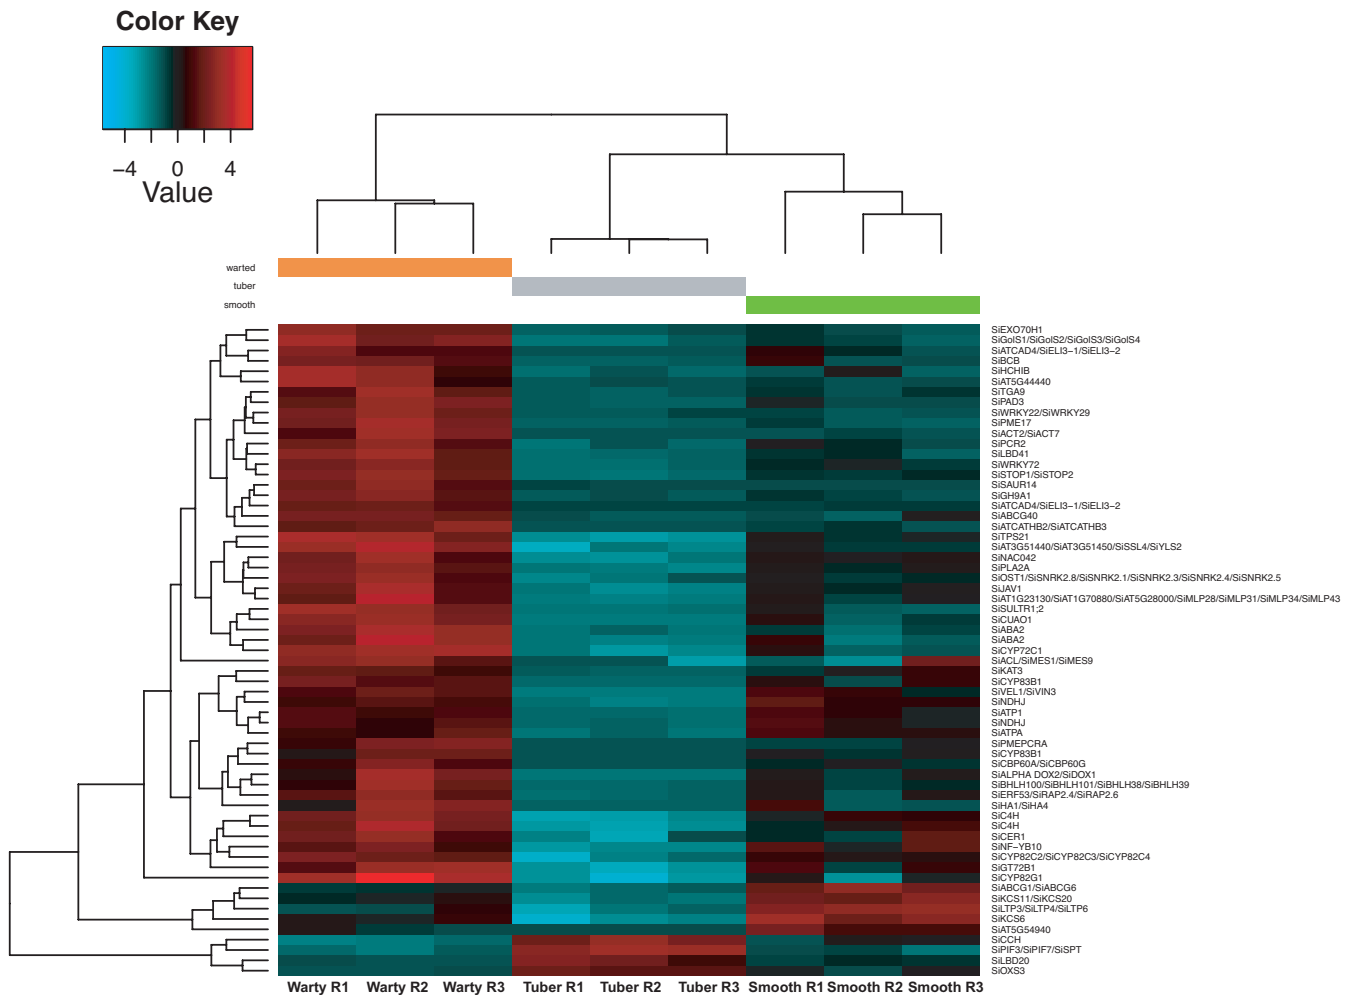 Color Key
−4 0 4
Value
warted
tuber
smooth
SiEXO70H1
SiGolS1/SiGolS2/SiGolS3/SiGolS4
SiATCAD4/SiELI3−1/SiELI3−2
SiBCB
SiHCHIB
SiAT5G44440
SiTGA9
SiPAD3
SiWRKY22/SiWRKY29
SiPME17
SiACT2/SiACT7
SiPCR2
SiLBD41
SiWRKY72
SiSTOP1/SiSTOP2
SiSAUR14
SiGH9A1
SiATCAD4/SiELI3−1/SiELI3−2
SiABCG40
SiATCATHB2/SiATCATHB3
SiTPS21
SiAT3G51440/SiAT3G51450/SiSSL4/SiYLS2
SiNAC042
SiPLA2A
SiOST1/SiSNRK2.8/SiSNRK2.1/SiSNRK2.3/SiSNRK2.4/SiSNRK2.5
SiJAV1
SiAT1G23130/SiAT1G70880/SiAT5G28000/SiMLP28/SiMLP31/SiMLP34/SiMLP43
SiSULTR1;2
SiCUAO1
SiABA2
SiABA2
SiCYP72C1
SiACL/SiMES1/SiMES9
SiKAT3
SiCYP83B1
SiVEL1/SiVIN3
SiNDHJ
SiATP1
SiNDHJ
SiATPA
SiPMEPCRA
SiCYP83B1
SiCBP60A/SiCBP60G
SiALPHA DOX2/SiDOX1
SiBHLH100/SiBHLH101/SiBHLH38/SiBHLH39
SiERF53/SiRAP2.4/SiRAP2.6
SiHA1/SiHA4
SiC4H
SiC4H
SiCER1
SiNF−YB10
SiCYP82C2/SiCYP82C3/SiCYP82C4
SiGT72B1
SiCYP82G1
SiABCG1/SiABCG6
SiKCS11/SiKCS20
SiLTP3/SiLTP4/SiLTP6
SiKCS6
SiAT5G54940
SiCCH
SiPIF3/SiPIF7/SiSPT
SiLBD20
SiOXS3
Warty R1 Warty R2 Warty R3 Tuber R1 Tuber R2 Tuber R3 Smooth R1 Smooth R2 Smooth R3